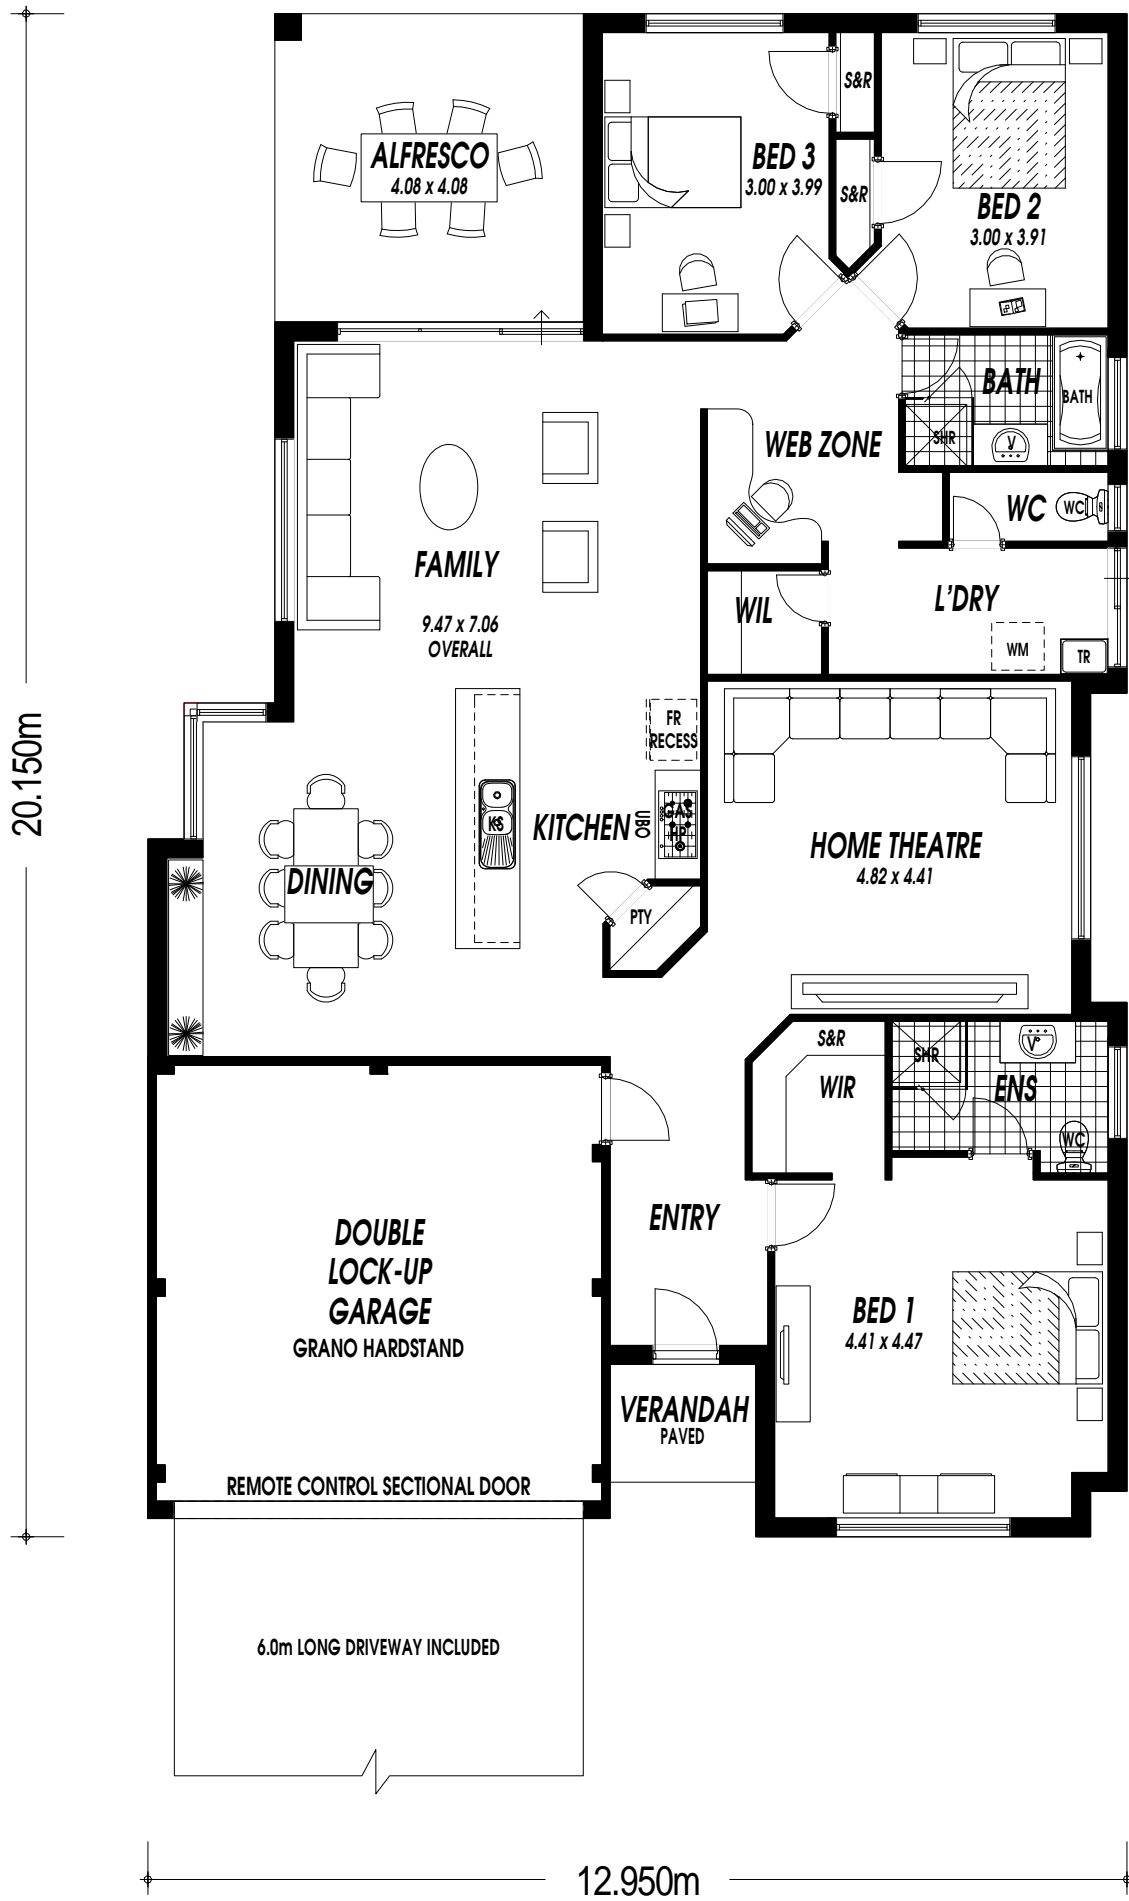 ALFRESCO
4.08 x 4.08
BED 3
3.00 x 3.99
S&R
S&R
BED 2
3.00 x 3.91
BATH
BATH
SHR
V
WEB ZONE
WC
WC
FAMILY
9.47 x 7.06
OVERALL
WIL
L'DRY
WM
TR
FR
RECESS
KITCHEN
UBO
GAS
HP
KS
HOME THEATRE
4.82 x 4.41
DINING
PTY
S&R
WIR
SHR
V
ENS
WC
ENTRY
DOUBLE
LOCK-UP
GARAGE
GRANO HARDSTAND
BED 1
4.41 x 4.47
VERANDAH
PAVED
REMOTE CONTROL SECTIONAL DOOR
6.0m LONG DRIVEWAY INCLUDED
20.150m
12.950m